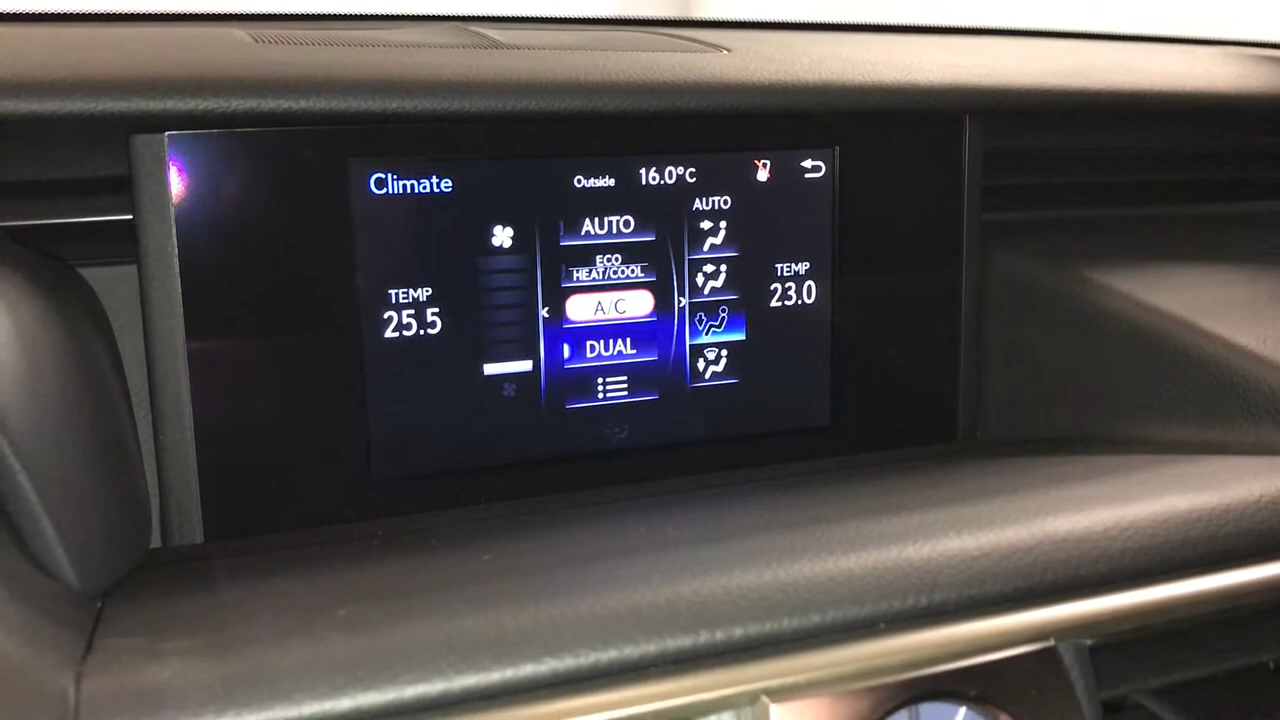 Climate
Outside 16.0°C
AUTO
AUTO
ECO
HEAT/COOL
A/C
DUAL
TEMP
25.5
TEMP
23.0